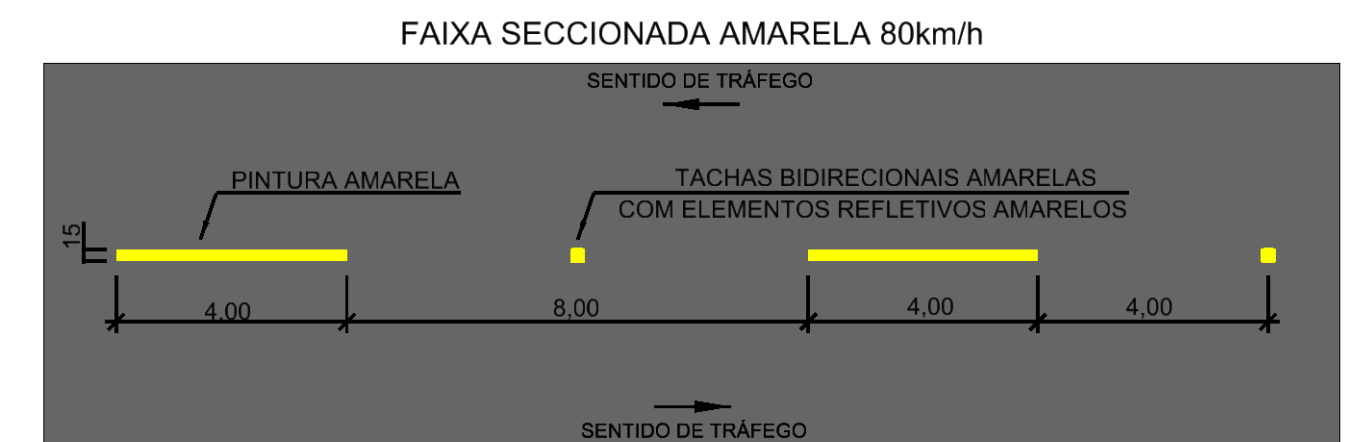 FAIXA SECCIONADA AMARELA 80km/h
SENTIDO DE TRÁFEGO
PINTURA AMARELA
TACHAS BIDIRECIONAIS AMARELAS
COM ELEMENTOS REFLETIVOS AMARELOS
15
4,00
8,00
4,00
4,00
SENTIDO DE TRÁFEGO